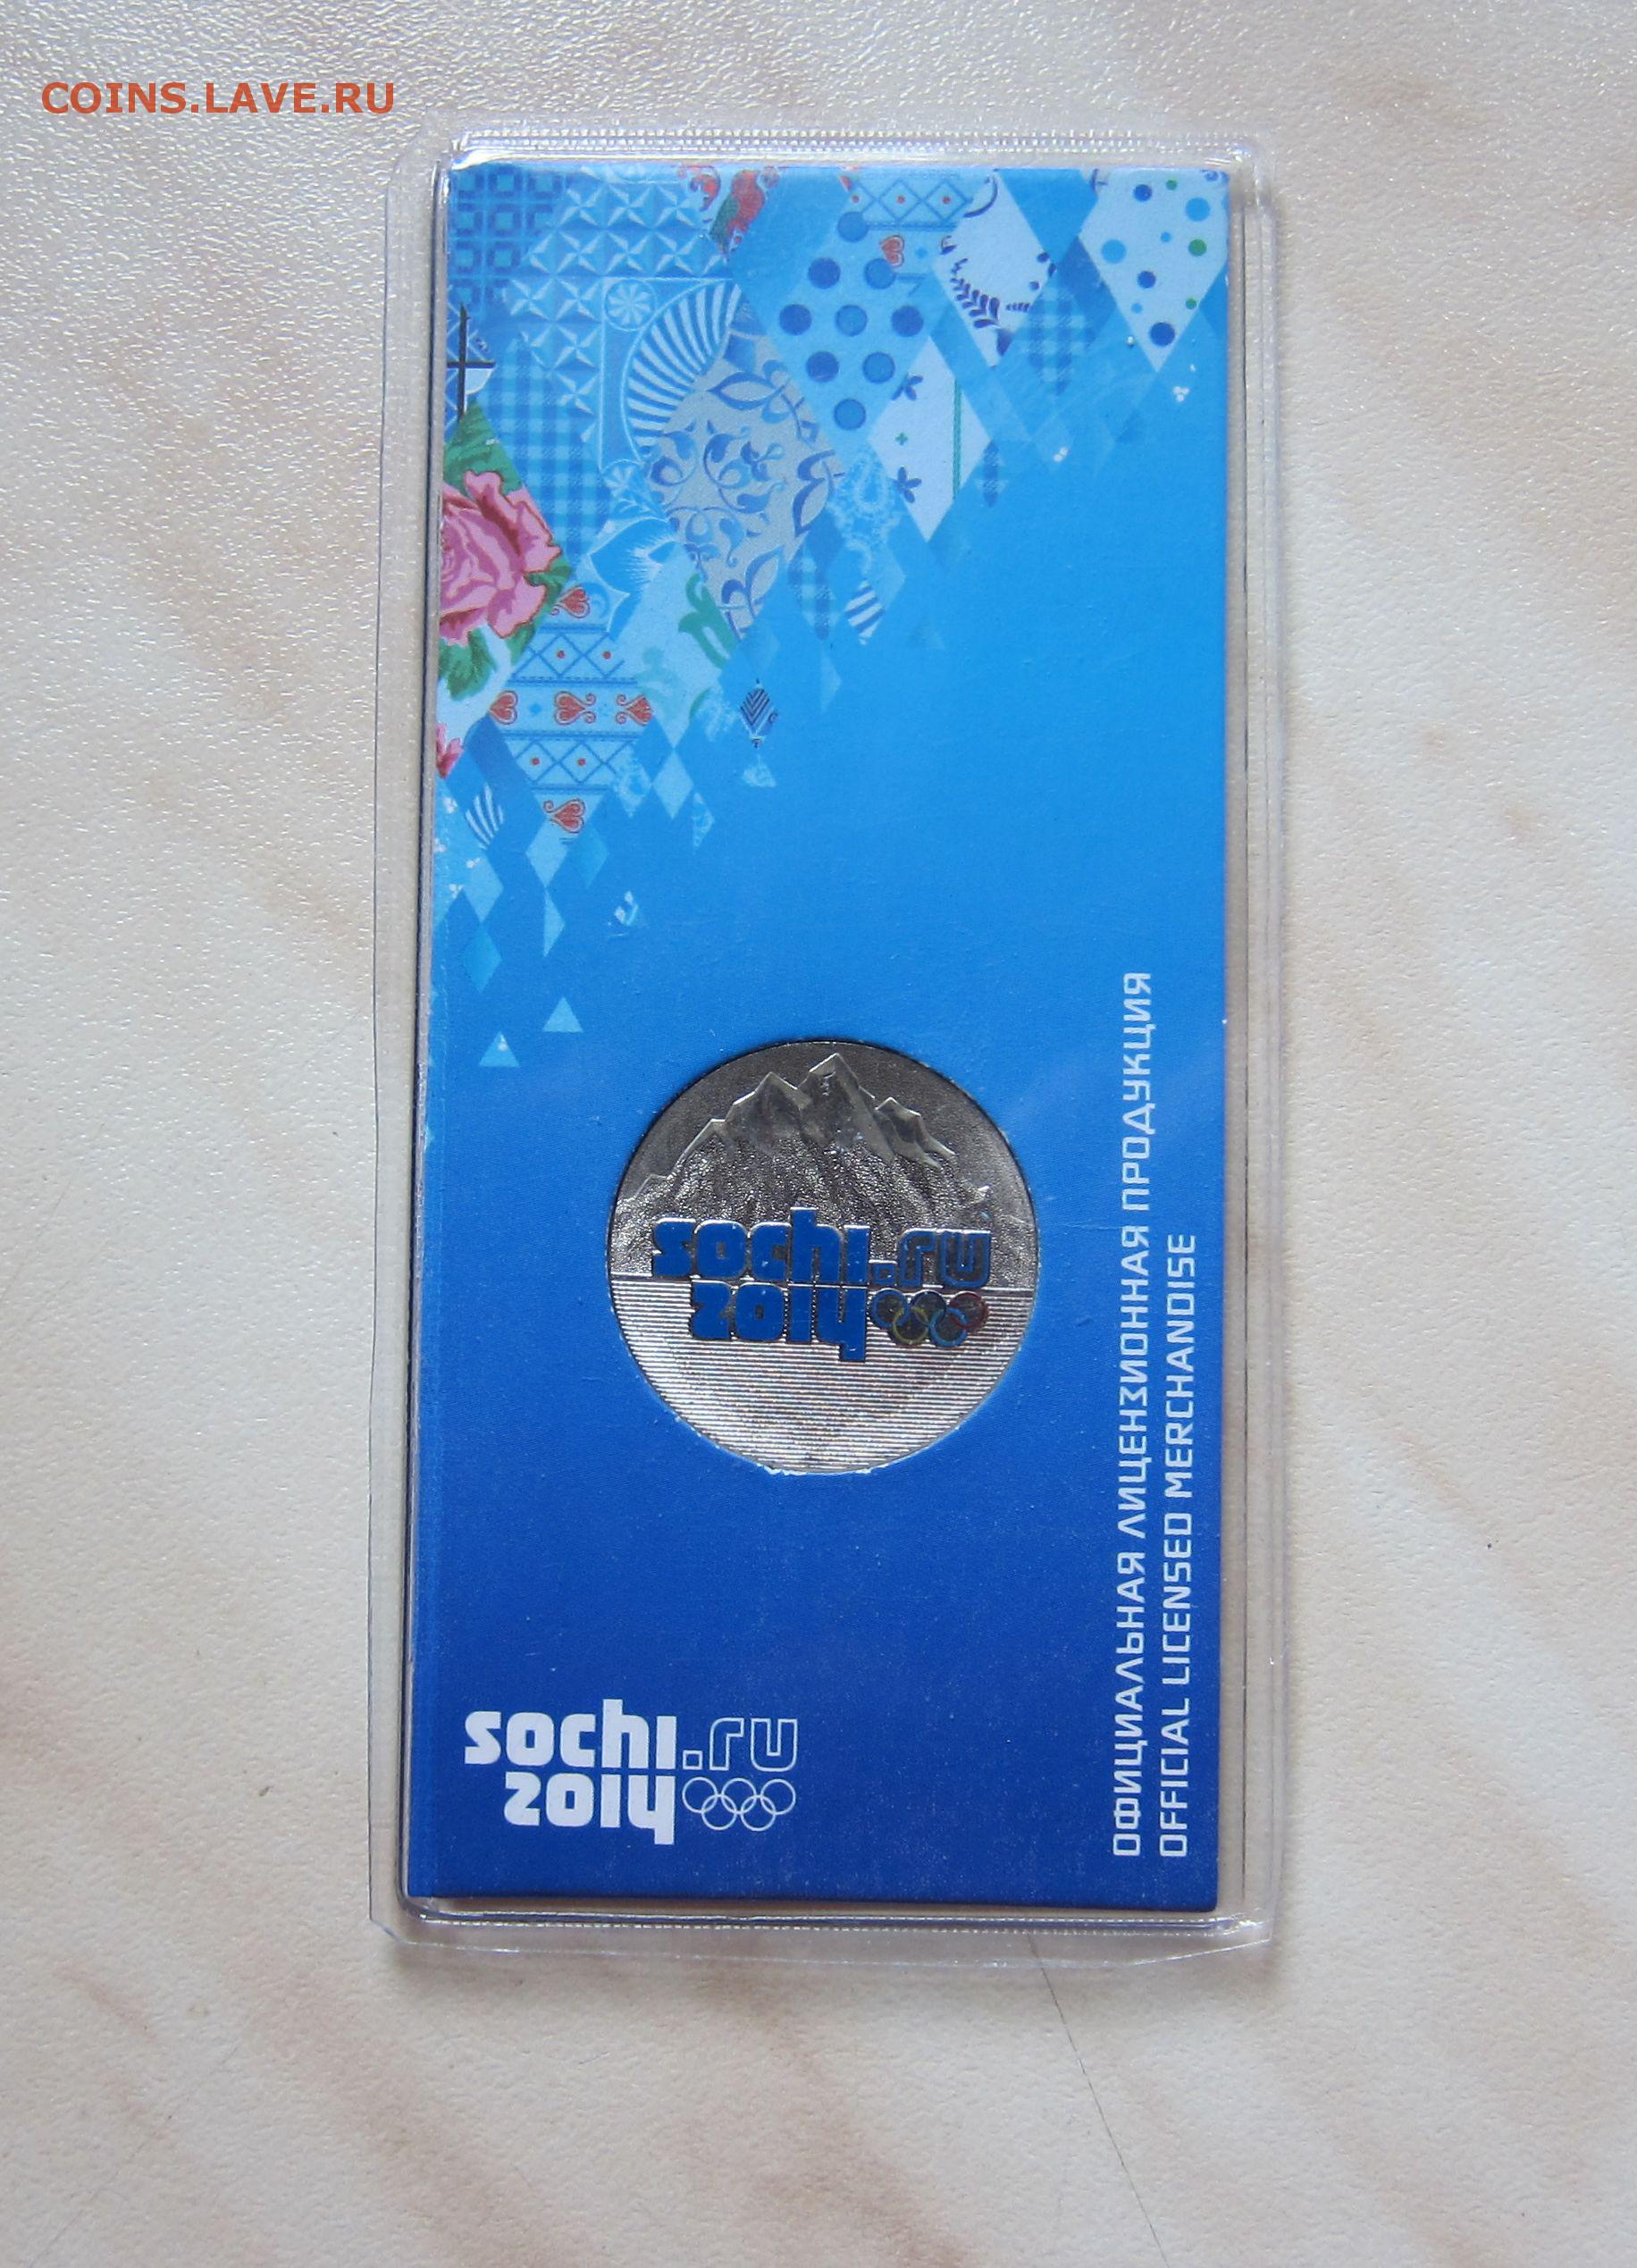 COINS.LAVE.RU
sochi.ru
2014
sochi.ru
2014
ОФИЦИАЛЬНАЯ ЛИЦЕНЗИОННАЯ ПРОДУКЦИЯ
OFFICIAL LICENSED MERCHANDISE